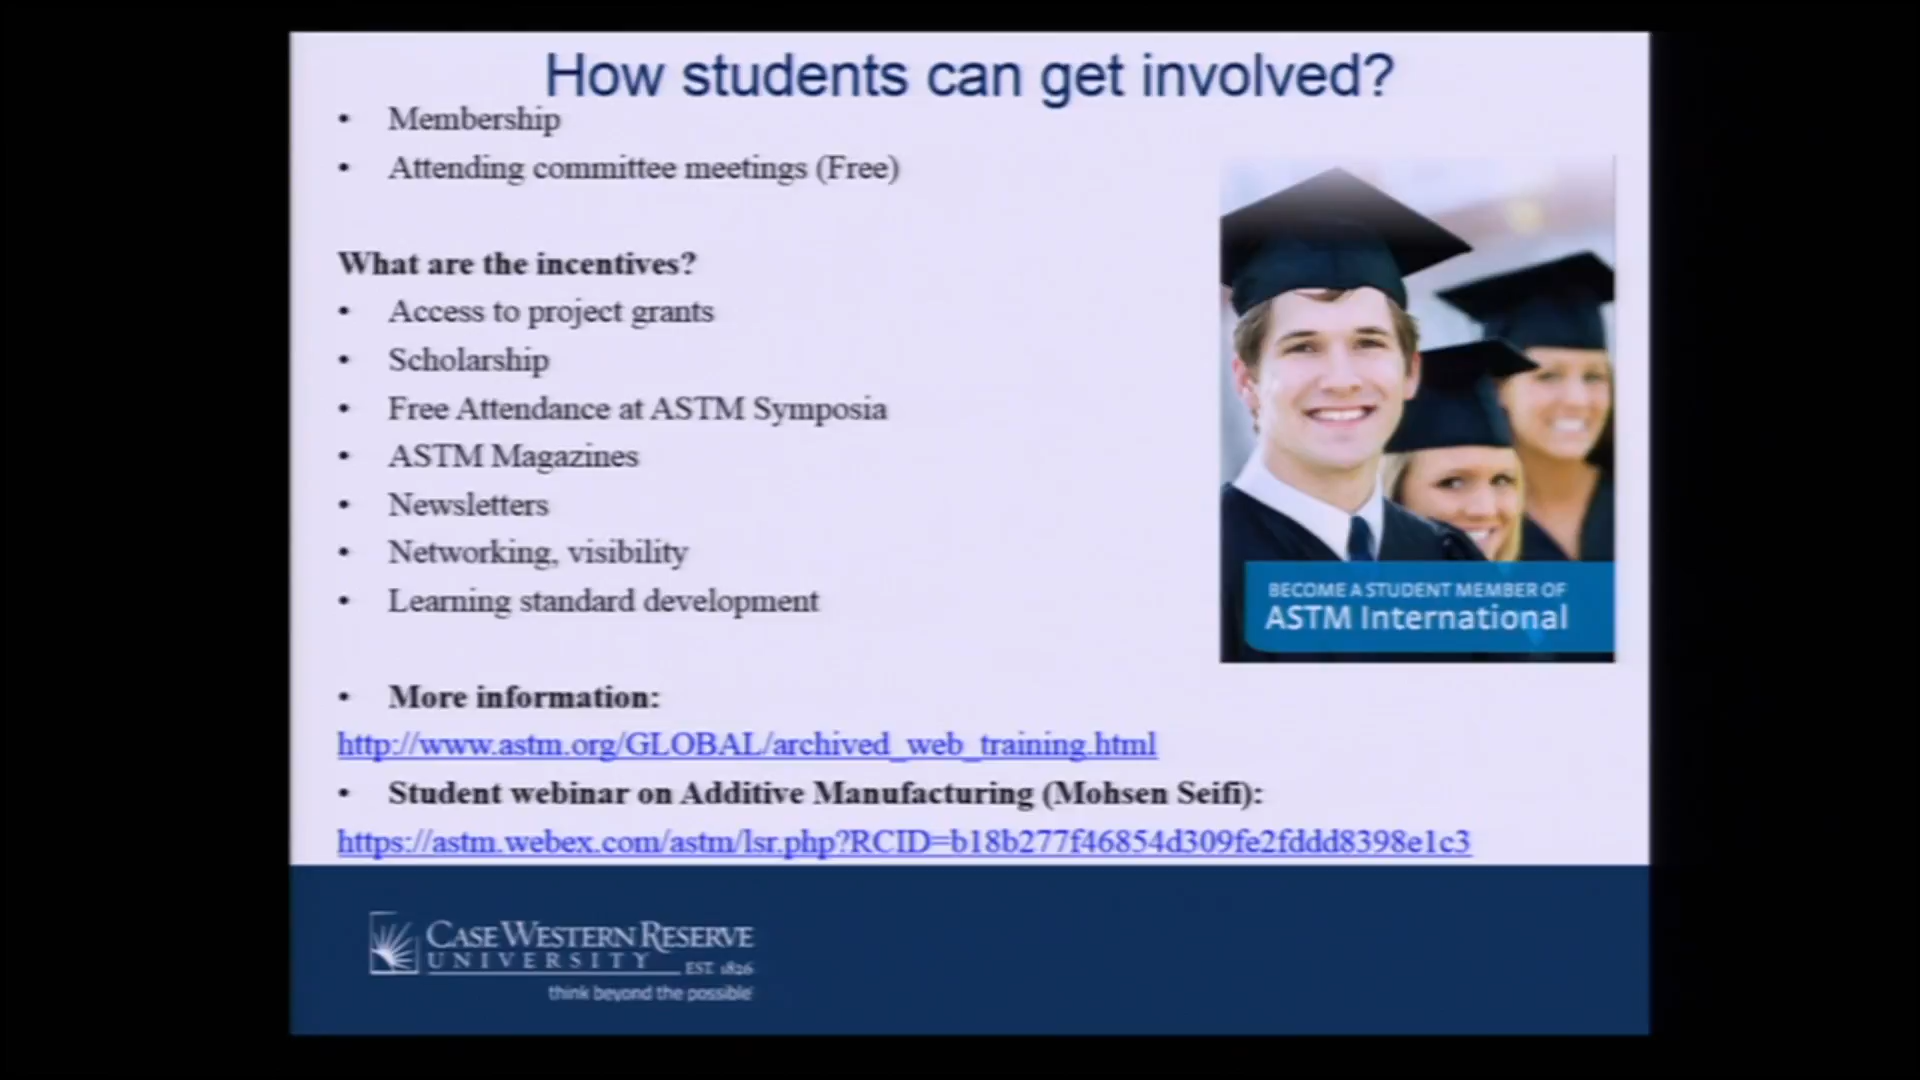 How students can get involved?
• Membership
• Attending committee meetings (Free)
What are the incentives?
• Access to project grants
• Scholarship
• Free Attendance at ASTM Symposia
• ASTM Magazines
• Newsletters
• Networking, visibility
• Learning standard development
BECOME A STUDENT MEMBER OF
ASTM International
• More information:
http://www.astm.org/GLOBAL/archived_web_training.html
• Student webinar on Additive Manufacturing (Mohsen Seifi):
https://astm.webex.com/astm/lsr.php?RCID=b18b277f46854d309fe2fddd8398e1c3
CASE WESTERN RESERVE
UNIVERSITY EST. 1826
think beyond the possible